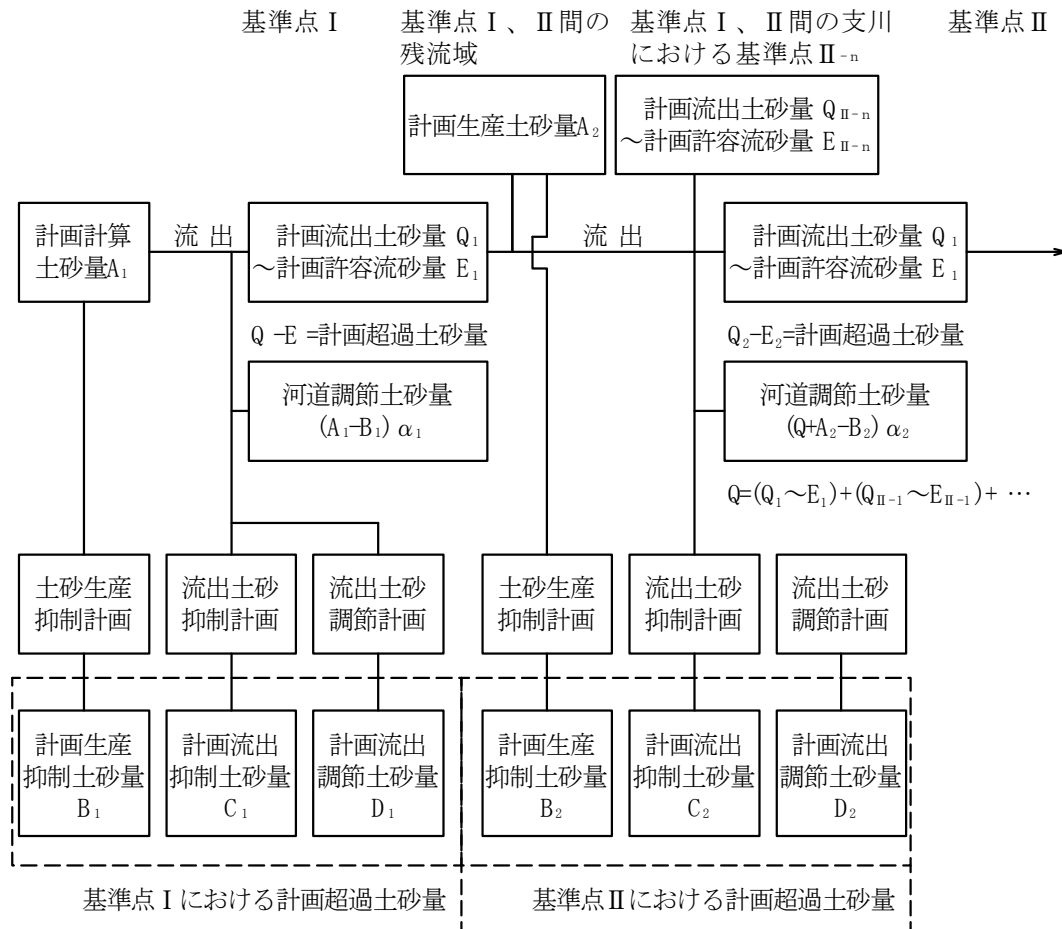 基準点Ⅰ
基準点Ⅰ、Ⅱ間の
残流域
基準点Ⅰ、Ⅱ間の支川
における基準点Ⅱ-n
基準点Ⅱ
計画生産土砂量A₂
計画流出土砂量 Q Ⅱ-n
～計画許容流砂量 E Ⅱ-n
計画計算
土砂量A₁
流 出
計画流出土砂量 Q₁
～計画許容流砂量 E₁
流 出
計画流出土砂量 Q₁
～計画許容流砂量 E₁
Q -E =計画超過土砂量
Q₂-E₂=計画超過土砂量
河道調節土砂量
(A₁-B₁) α₁
河道調節土砂量
(Q+A₂-B₂) α₂
Q=(Q₁～E₁)+(QⅡ-1～EⅡ-1)+ …
土砂生産
抑制計画
流出土砂
抑制計画
流出土砂
調節計画
土砂生産
抑制計画
流出土砂
抑制計画
流出土砂
調節計画
計画生産
抑制土砂量
B₁
計画流出
抑制土砂量
C₁
計画流出
調節土砂量
D₁
計画生産
抑制土砂量
B₂
計画流出
抑制土砂量
C₂
計画流出
調節土砂量
D₂
基準点Ⅰにおける計画超過土砂量
基準点Ⅱにおける計画超過土砂量